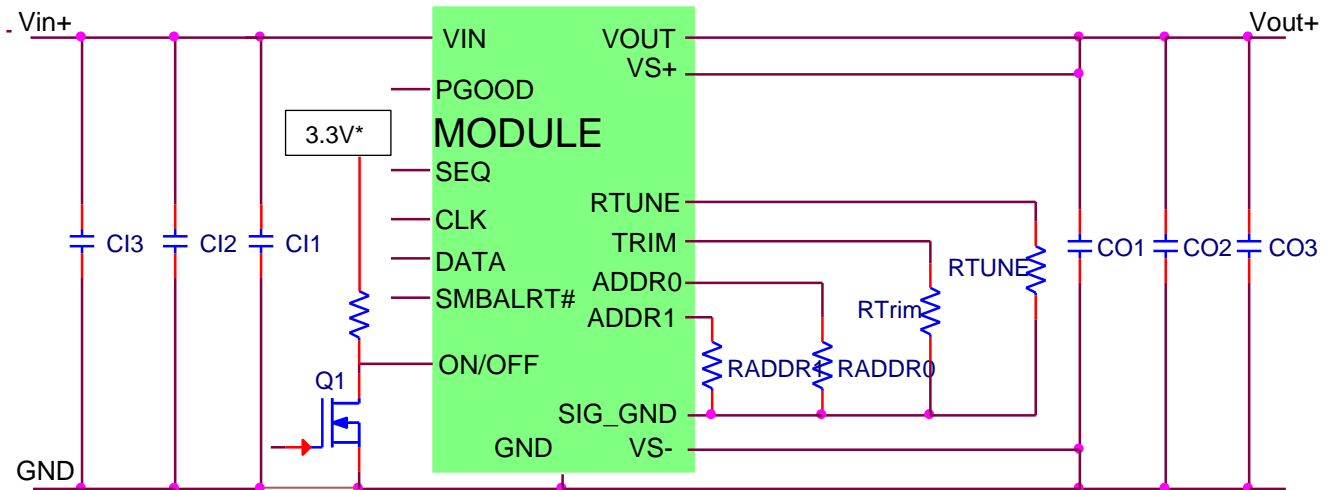 Vin+
Vout+
VIN
VOUT
VS+
PGOOD
3.3V*
MODULE
SEQ
RTUNE
CLK
TRIM
CI3
CI2
CI1
CO1
CO2
CO3
DATA
RTUNE
ADDR0
SMBALRT#
RTrim
ADDR1
ON/OFF
RADDR1
RADDR0
Q1
SIG_GND
GND
VS-
GND